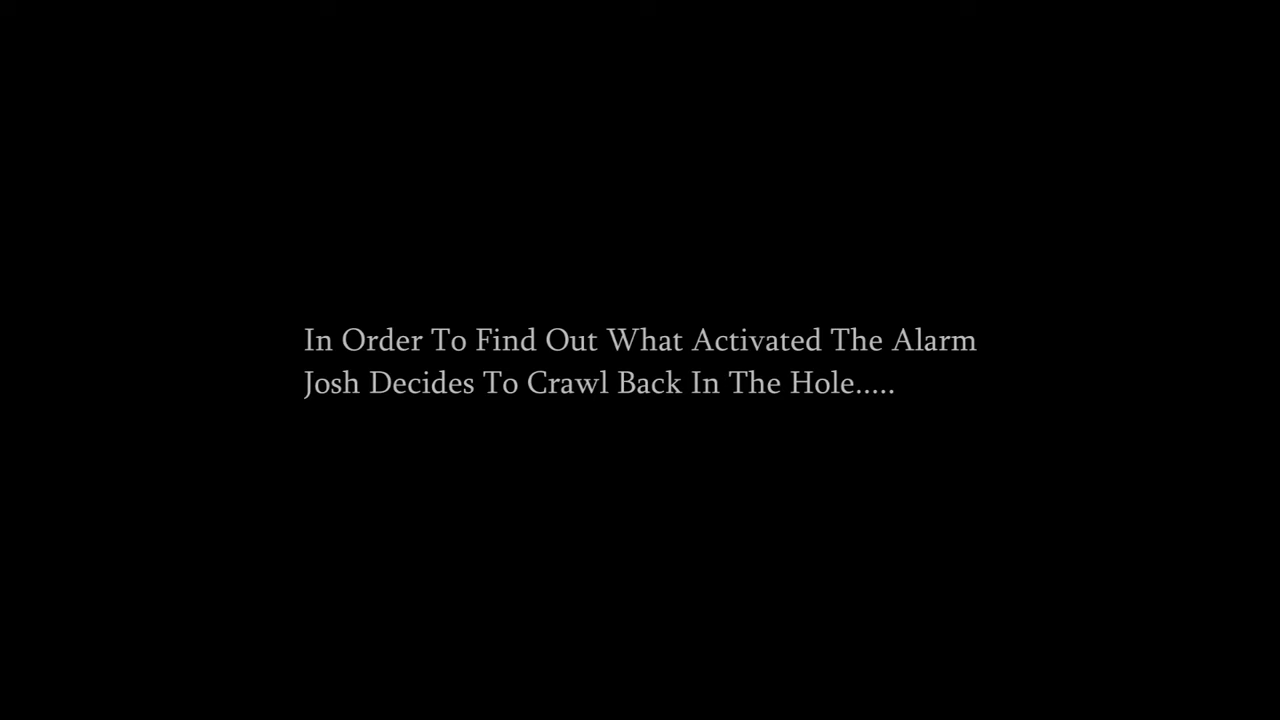 In Order To Find Out What Activated The Alarm
Josh Decides To Crawl Back In The Hole.....